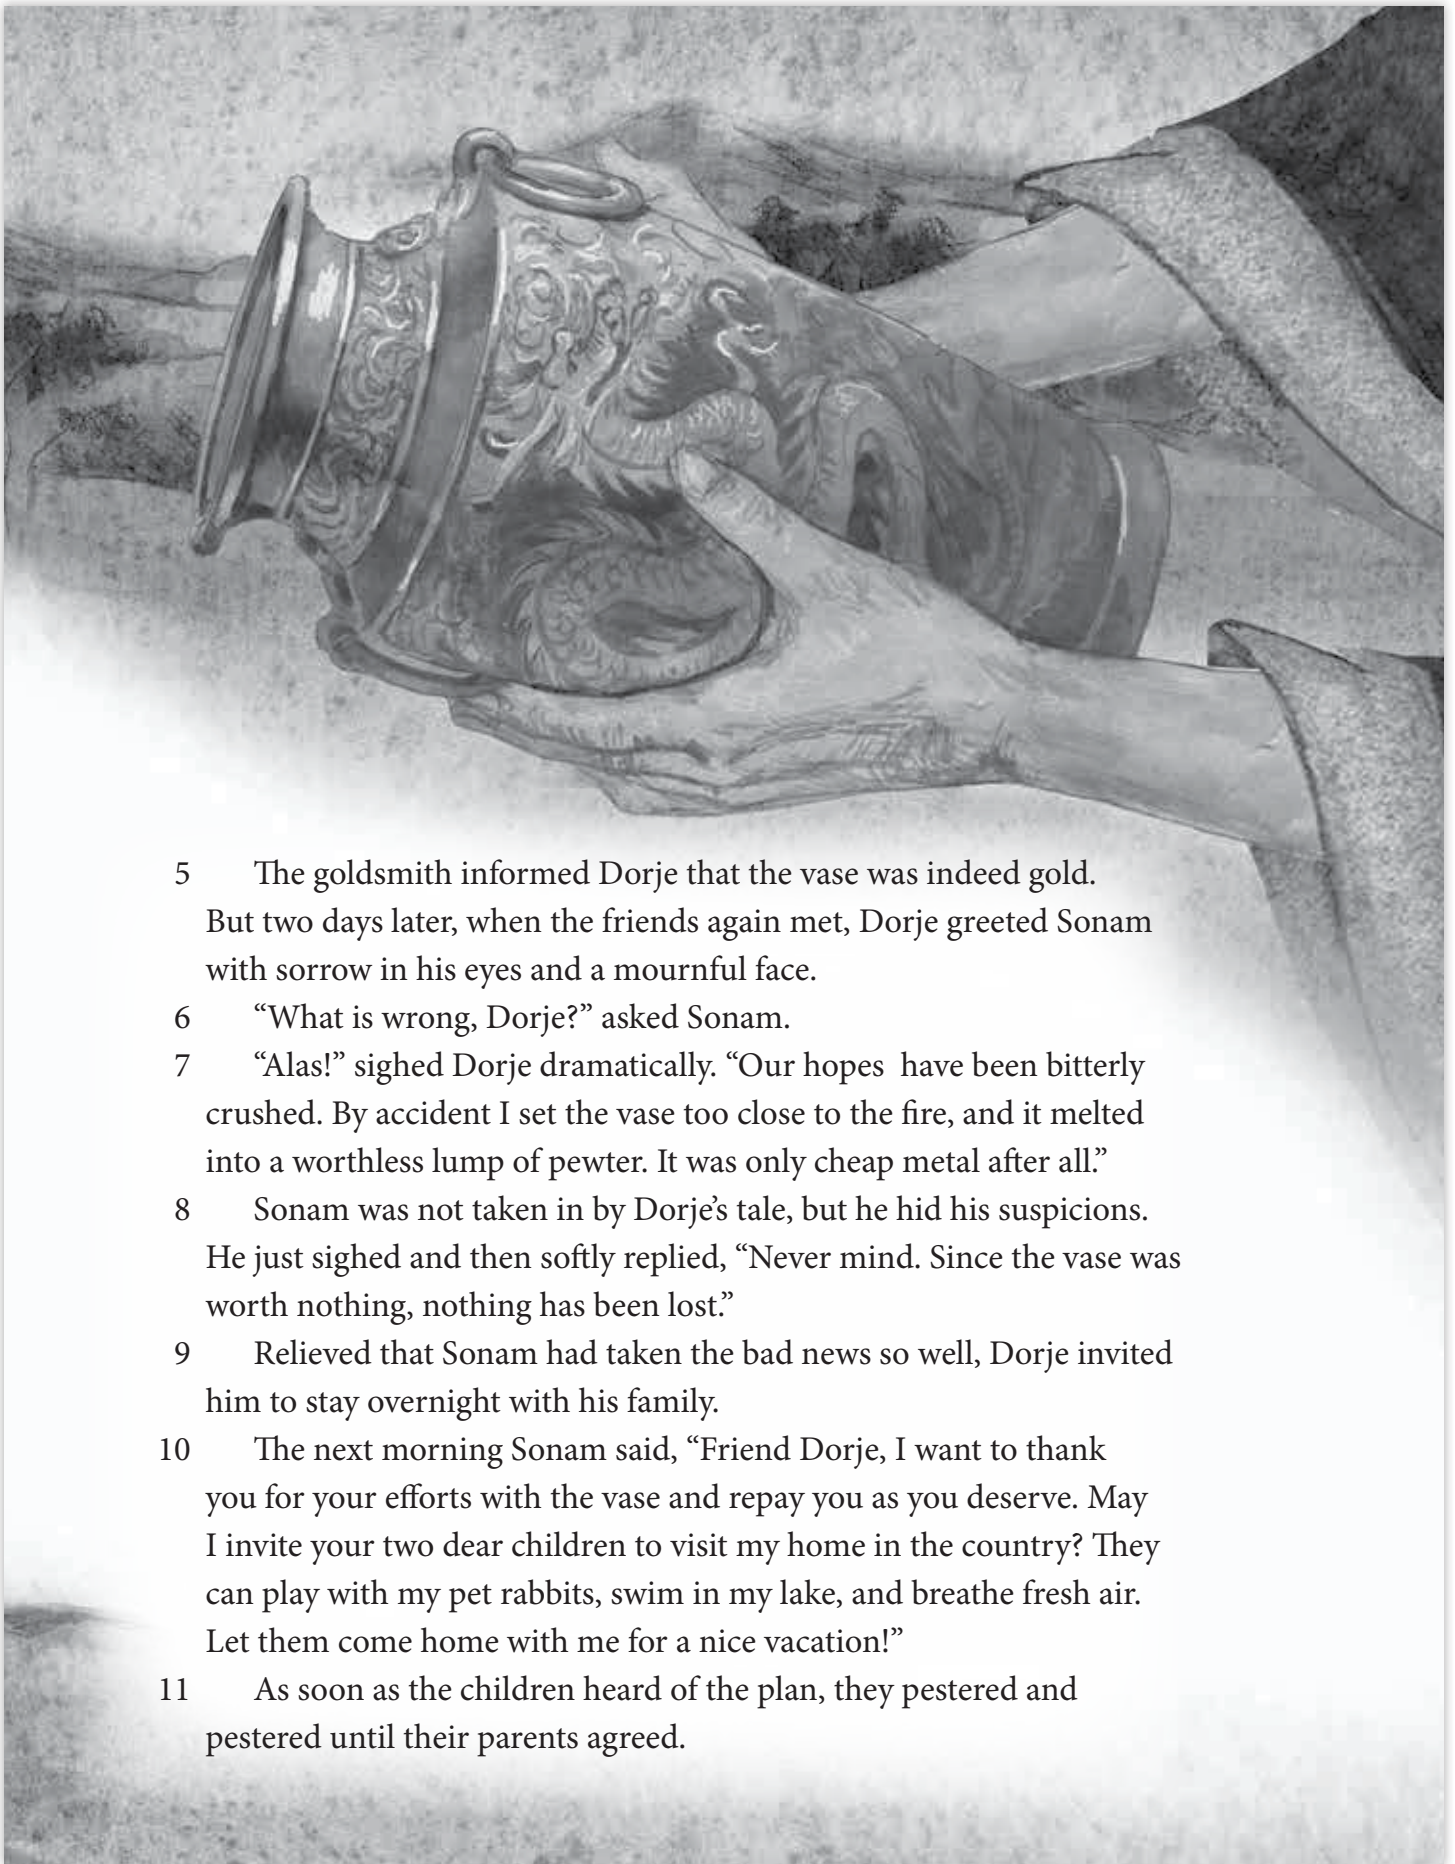 5 The goldsmith informed Dorje that the vase was indeed gold.
But two days later, when the friends again met, Dorje greeted Sonam
with sorrow in his eyes and a mournful face.
6 “What is wrong, Dorje?” asked Sonam.
7 “Alas!” sighed Dorje dramatically. “Our hopes have been bitterly
crushed. By accident I set the vase too close to the fire, and it melted
into a worthless lump of pewter. It was only cheap metal after all.”
8 Sonam was not taken in by Dorje’s tale, but he hid his suspicions.
He just sighed and then softly replied, “Never mind. Since the vase was
worth nothing, nothing has been lost.”
9 Relieved that Sonam had taken the bad news so well, Dorje invited
him to stay overnight with his family.
10 The next morning Sonam said, “Friend Dorje, I want to thank
you for your efforts with the vase and repay you as you deserve. May
I invite your two dear children to visit my home in the country? They
can play with my pet rabbits, swim in my lake, and breathe fresh air.
Let them come home with me for a nice vacation!”
11 As soon as the children heard of the plan, they pestered and
pestered until their parents agreed.